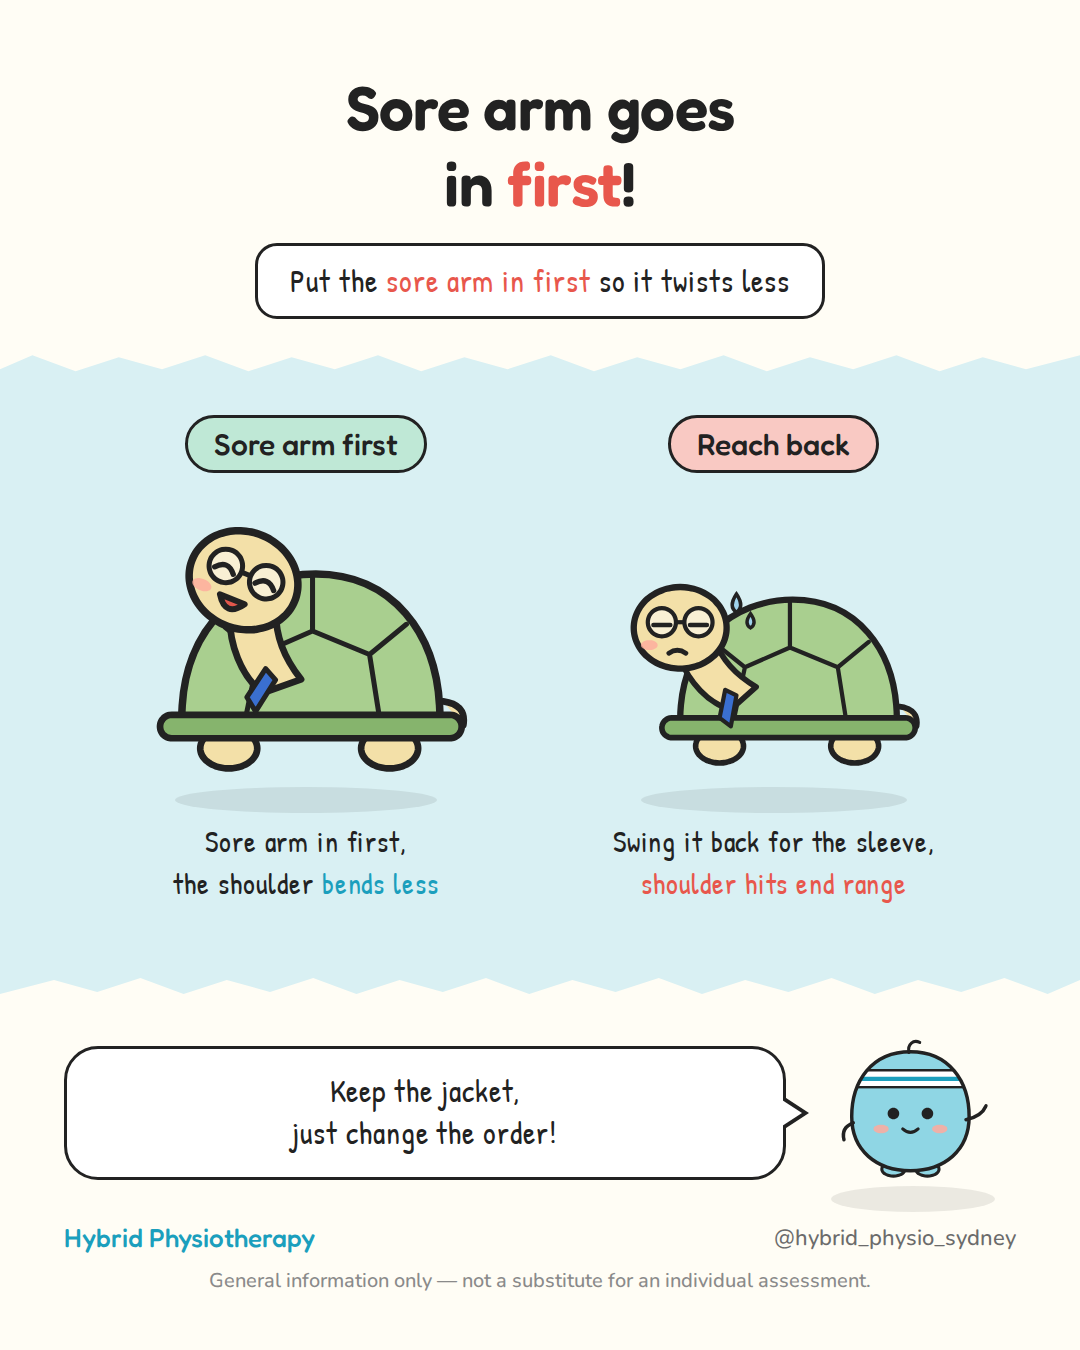 Sore arm goes
in first!
Put the sore arm in first so it twists less
Sore arm first
Reach back
Sore arm in first,
the shoulder bends less
Swing it back for the sleeve,
shoulder hits end range
Keep the jacket,
just change the order!
Hybrid Physiotherapy
@hybrid_physio_sydney
General information only — not a substitute for an individual assessment.